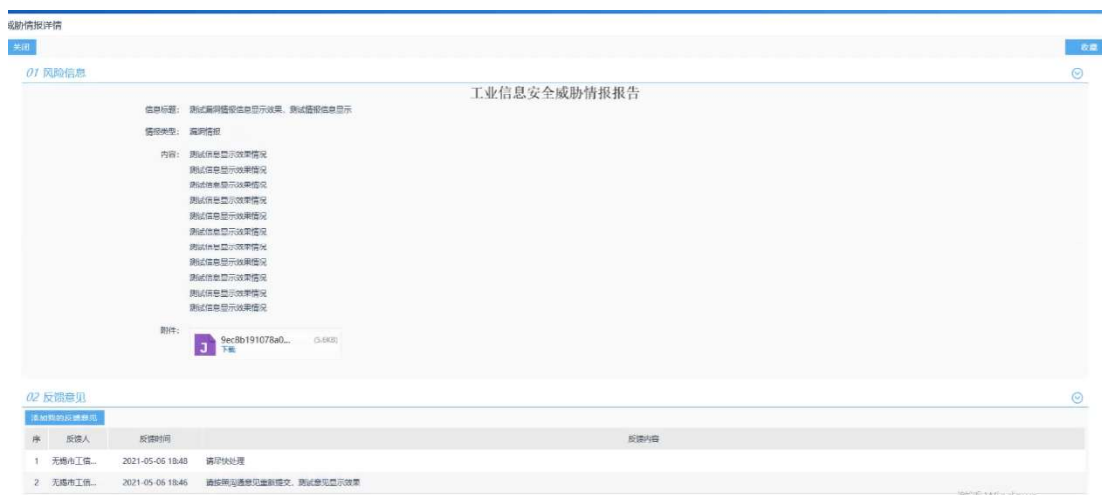 威胁情报详情
关闭
收藏
01 风险信息
工业信息安全威胁情报报告
信息标题: 测试漏洞情报信息显示效果，测试情报信息显示
情报类型: 漏洞情报
内容: 测试信息显示效果情况
测试信息显示效果情况
测试信息显示效果情况
测试信息显示效果情况
测试信息显示效果情况
测试信息显示效果情况
测试信息显示效果情况
测试信息显示效果情况
测试信息显示效果情况
测试信息显示效果情况
测试信息显示效果情况
附件:
J 9ec8b191078a0... (5.6KB)
下载
02 反馈意见
添加我的反馈意见
序 反馈人 反馈时间 反馈内容
1 无锡市工信... 2021-05-06 18:48 请尽快处理
2 无锡市工信... 2021-05-06 18:46 请按照沟通意见重新提交，测试意见显示效果